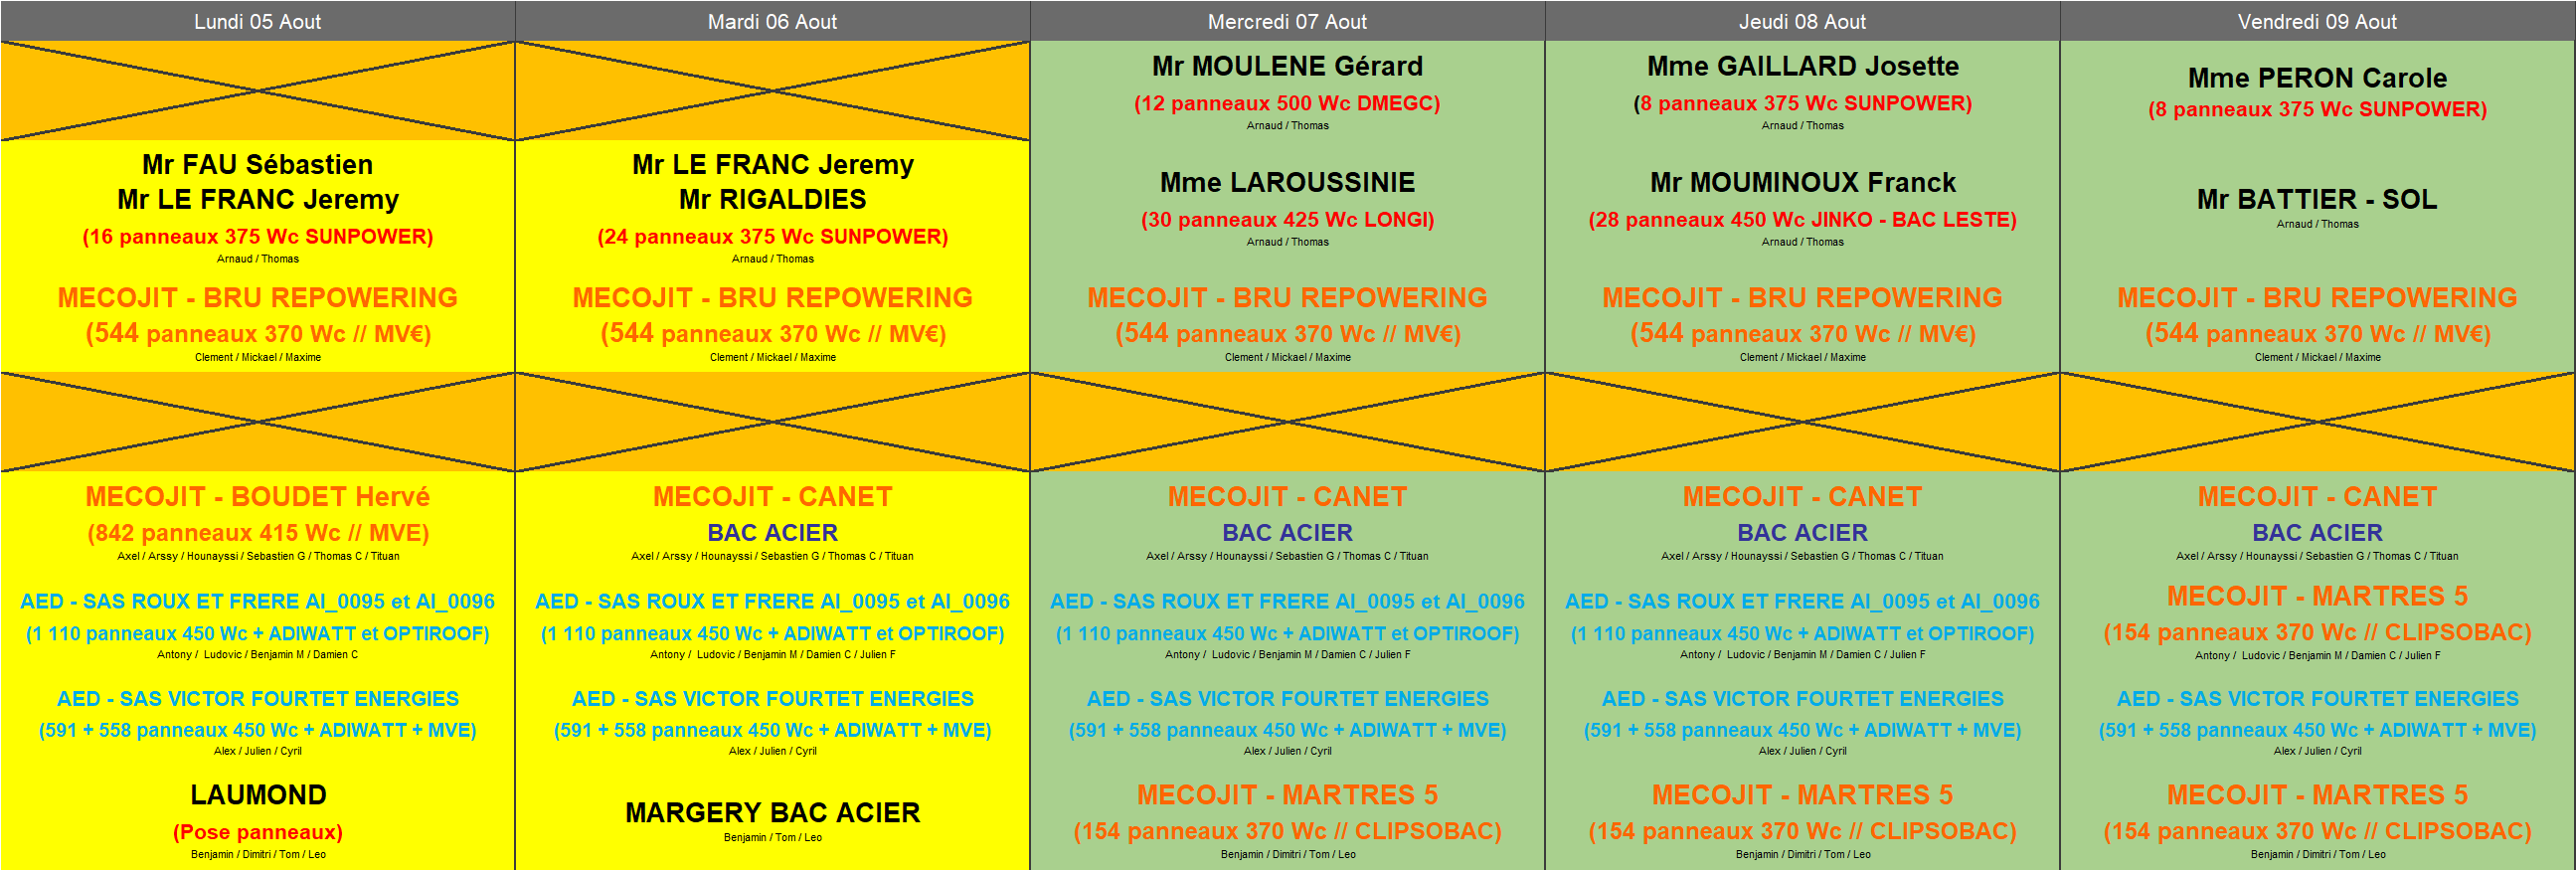 Lundi 05 Aout
Mardi 06 Aout
Mercredi 07 Aout
Jeudi 08 Aout
Vendredi 09 Aout
Mr MOULENE Gérard
(12 panneaux 500 Wc DMEGC)
Arnaud / Thomas
Mme GAILLARD Josette
(8 panneaux 375 Wc SUNPOWER)
Arnaud / Thomas
Mme PERON Carole
(8 panneaux 375 Wc SUNPOWER)
Mr FAU Sébastien
Mr LE FRANC Jeremy
(16 panneaux 375 Wc SUNPOWER)
Arnaud / Thomas
Mr LE FRANC Jeremy
Mr RIGALDIES
(24 panneaux 375 Wc SUNPOWER)
Arnaud / Thomas
Mme LAROUSSINIE
(30 panneaux 425 Wc LONGI)
Arnaud / Thomas
Mr MOUMINOUX Franck
(28 panneaux 450 Wc JINKO - BAC LESTE)
Arnaud / Thomas
Mr BATTIER - SOL
Arnaud / Thomas
MECOJIT - BRU REPOWERING
(544 panneaux 370 Wc // MV€)
Clement / Mickael / Maxime
MECOJIT - BRU REPOWERING
(544 panneaux 370 Wc // MV€)
Clement / Mickael / Maxime
MECOJIT - BRU REPOWERING
(544 panneaux 370 Wc // MV€)
Clement / Mickael / Maxime
MECOJIT - BRU REPOWERING
(544 panneaux 370 Wc // MV€)
Clement / Mickael / Maxime
MECOJIT - BRU REPOWERING
(544 panneaux 370 Wc // MV€)
Clement / Mickael / Maxime
MECOJIT - BOUDET Hervé
(842 panneaux 415 Wc // MVE)
Axel / Arssy / Hounayssi / Sebastien G / Thomas C / Tituan
MECOJIT - CANET
BAC ACIER
Axel / Arssy / Hounayssi / Sebastien G / Thomas C / Tituan
MECOJIT - CANET
BAC ACIER
Axel / Arssy / Hounayssi / Sebastien G / Thomas C / Tituan
MECOJIT - CANET
BAC ACIER
Axel / Arssy / Hounayssi / Sebastien G / Thomas C / Tituan
MECOJIT - CANET
BAC ACIER
Axel / Arssy / Hounayssi / Sebastien G / Thomas C / Tituan
AED - SAS ROUX ET FRERE AI_0095 et AI_0096
(1 110 panneaux 450 Wc + ADIWATT et OPTIROOF)
Antony / Ludovic / Benjamin M / Damien C
AED - SAS ROUX ET FRERE AI_0095 et AI_0096
(1 110 panneaux 450 Wc + ADIWATT et OPTIROOF)
Antony / Ludovic / Benjamin M / Damien C / Julien F
AED - SAS ROUX ET FRERE AI_0095 et AI_0096
(1 110 panneaux 450 Wc + ADIWATT et OPTIROOF)
Antony / Ludovic / Benjamin M / Damien C / Julien F
AED - SAS ROUX ET FRERE AI_0095 et AI_0096
(1 110 panneaux 450 Wc + ADIWATT et OPTIROOF)
Antony / Ludovic / Benjamin M / Damien C / Julien F
MECOJIT - MARTRES 5
(154 panneaux 370 Wc // CLIPSOBAC)
Antony / Ludovic / Benjamin M / Damien C / Julien F
AED - SAS VICTOR FOURTET ENERGIES
(591 + 558 panneaux 450 Wc + ADIWATT + MVE)
Alex / Julien / Cyril
AED - SAS VICTOR FOURTET ENERGIES
(591 + 558 panneaux 450 Wc + ADIWATT + MVE)
Alex / Julien / Cyril
AED - SAS VICTOR FOURTET ENERGIES
(591 + 558 panneaux 450 Wc + ADIWATT + MVE)
Alex / Julien / Cyril
AED - SAS VICTOR FOURTET ENERGIES
(591 + 558 panneaux 450 Wc + ADIWATT + MVE)
Alex / Julien / Cyril
AED - SAS VICTOR FOURTET ENERGIES
(591 + 558 panneaux 450 Wc + ADIWATT + MVE)
Alex / Julien / Cyril
LAUMOND
(Pose panneaux)
Benjamin / Dimitri / Tom / Leo
MARGERY BAC ACIER
Benjamin / Tom / Leo
MECOJIT - MARTRES 5
(154 panneaux 370 Wc // CLIPSOBAC)
Benjamin / Dimitri / Tom / Leo
MECOJIT - MARTRES 5
(154 panneaux 370 Wc // CLIPSOBAC)
Benjamin / Dimitri / Tom / Leo
MECOJIT - MARTRES 5
(154 panneaux 370 Wc // CLIPSOBAC)
Benjamin / Dimitri / Tom / Leo